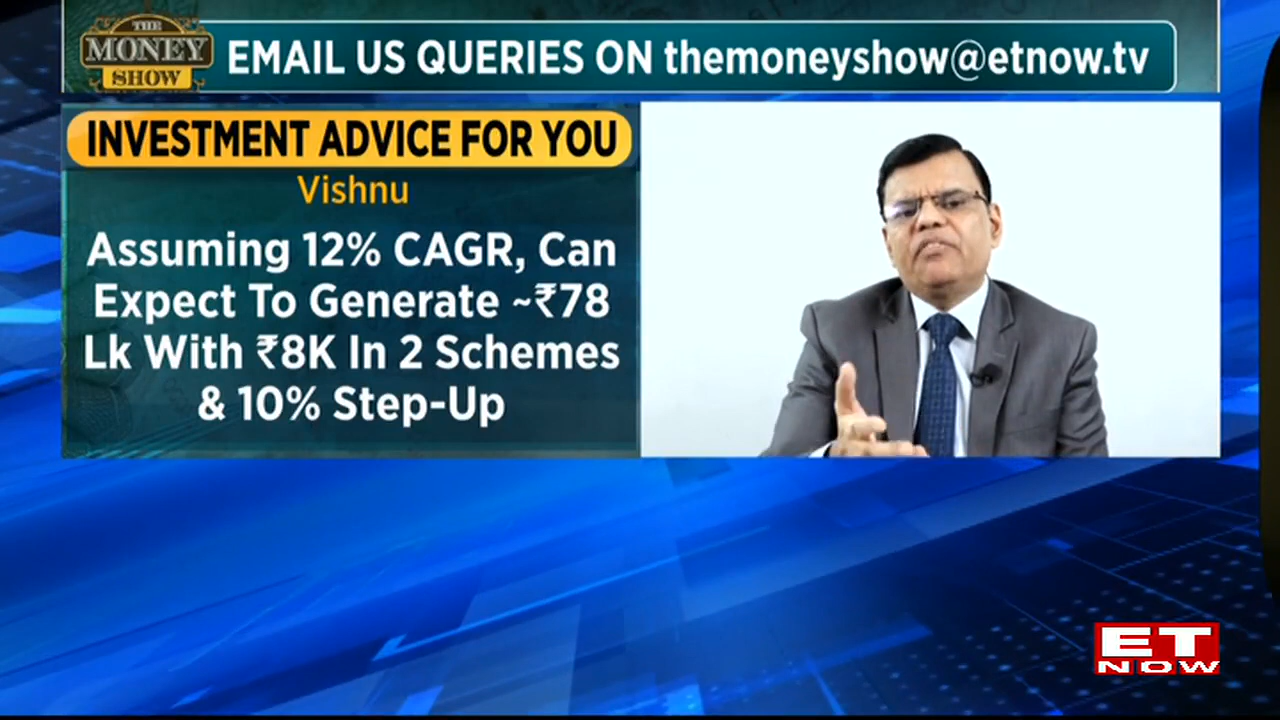 THE
MONEY
SHOW
EMAIL US QUERIES ON themoneyshow@etnow.tv
INVESTMENT ADVICE FOR YOU
Vishnu
Assuming 12% CAGR, Can
Expect To Generate ~₹78
Lk With ₹8K In 2 Schemes
& 10% Step-Up
ET
NOW